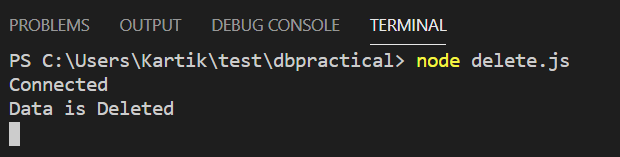 PROBLEMS OUTPUT DEBUG CONSOLE TERMINAL
PS C:\Users\Kartik\test\dbpractical> node delete.js
Connected
Data is Deleted